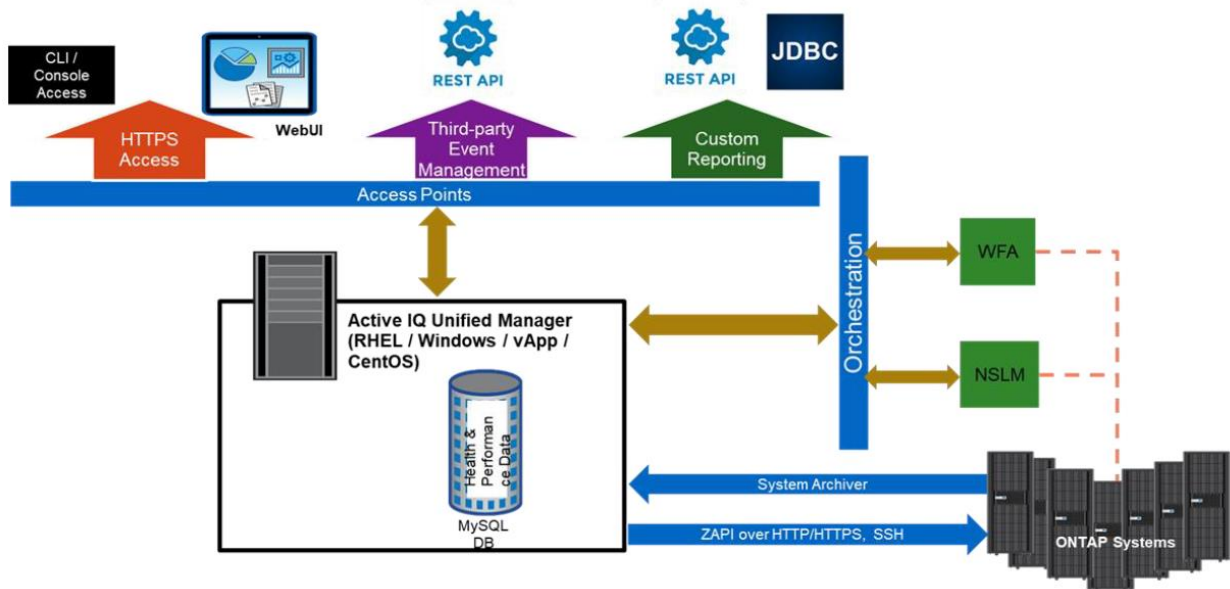 CLI /
Console
Access
WebUI
REST API
REST API
JDBC
HTTPS
Access
Third-party
Event
Management
Custom
Reporting
Access Points
Orchestration
WFA
NSLM
Active IQ Unified Manager
(RHEL / Windows / vApp /
CentOS)
Health &
Performan
ce Data
MySQL
DB
System Archiver
ZAPI over HTTP/HTTPS, SSH
ONTAP Systems